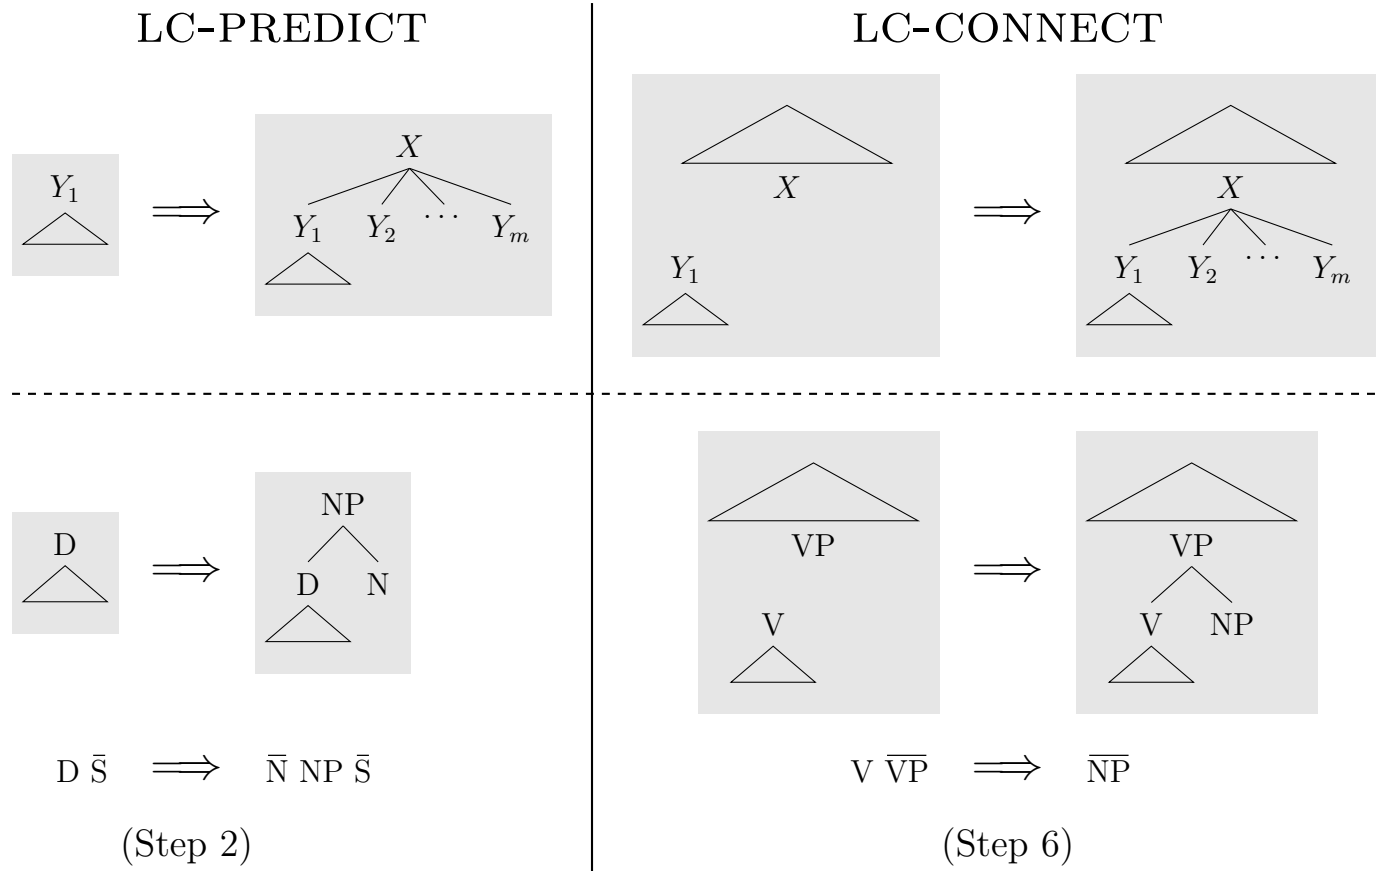 LC-PREDICT
Y₁ ⟹ X
Y₁ Y₂ ⋯ Yₘ
D ⟹ NP
D N
D S̄ ⟹ N̄ NP S̄
(Step 2)
LC-CONNECT
X
Y₁
⟹
X
Y₁ Y₂ ⋯ Yₘ
VP
V
⟹
VP
V NP
V V̅P̅ ⟹ N̅P̅
(Step 6)